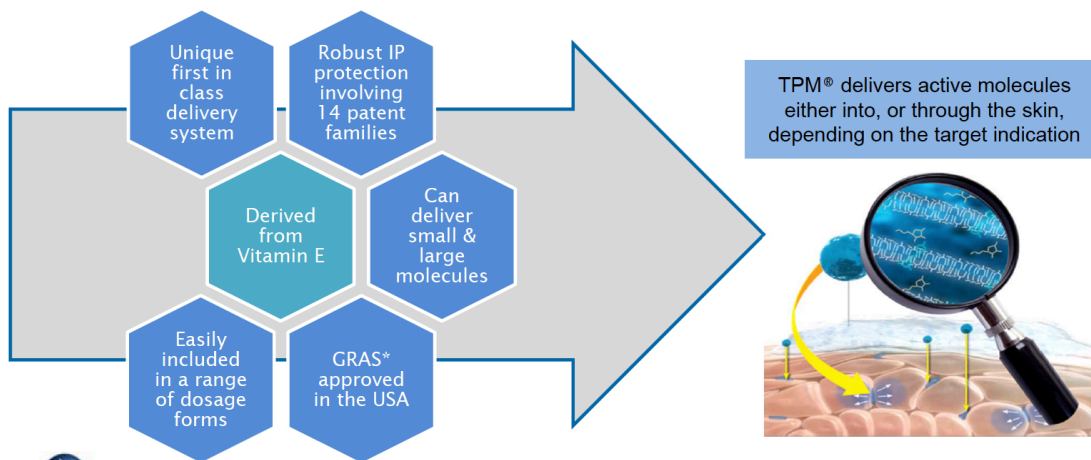 Unique
first in
class
delivery
system
Robust IP
protection
involving
14 patent
families
Derived
from
Vitamin E
Can
deliver
small &
large
molecules
Easily
included
in a range
of dosage
forms
GRAS*
approved
in the USA
TPM® delivers active molecules
either into, or through the skin,
depending on the target indication